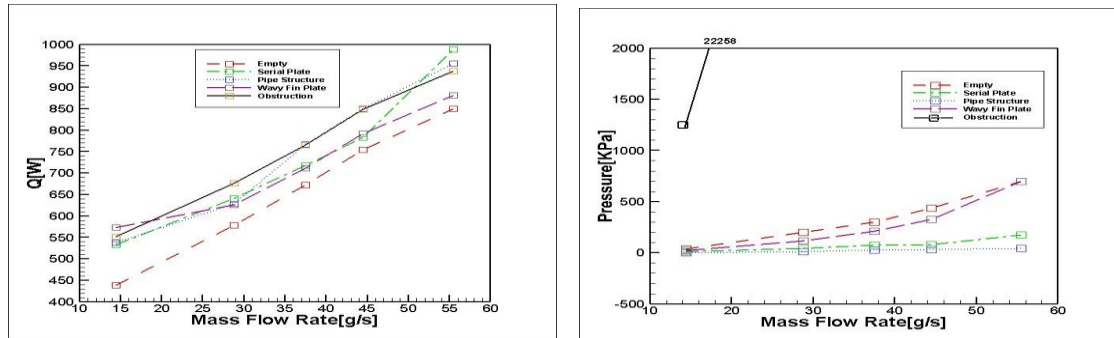 1000
950
900
850
800
750
700
650
600
550
500
450
400
Q[W]
Empty
Serial Plate
Pipe Structure
Wavy Fin Plate
Obstruction
10 15 20 25 30 35 40 45 50 55 60
Mass Flow Rate[g/s]
22258
2000
1500
1000
500
0
-500
Pressure[KPa]
Empty
Serial Plate
Pipe Structure
Wavy Fin Plate
Obstruction
10 20 30 40 50 60
Mass Flow Rate[g/s]